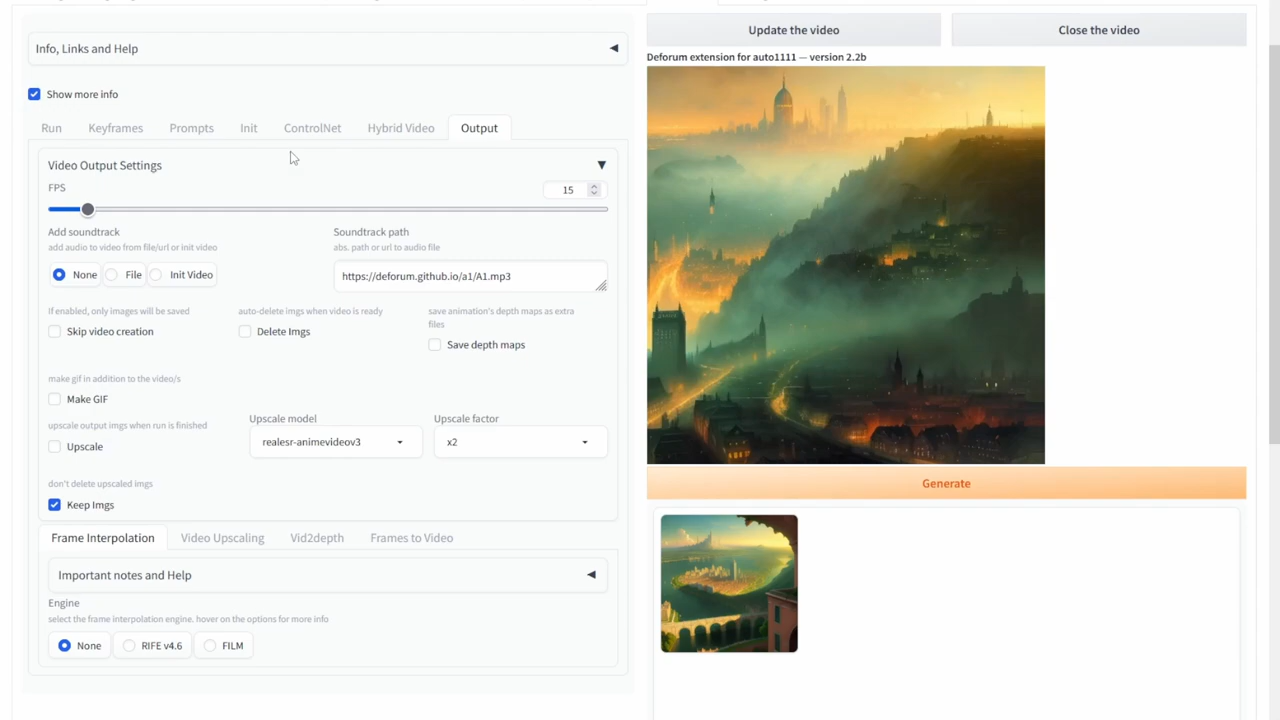 Info, Links and Help
Show more info
Run Keyframes Prompts Init ControlNet Hybrid Video Output
Video Output Settings
FPS
15
Add soundtrack
add audio to video from file/url or init video
None File Init Video
Soundtrack path
abs. path or url to audio file
https://deforum.github.io/a1/A1.mp3
If enabled, only images will be saved
Skip video creation
auto-delete imgs when video is ready
Delete Imgs
save animation's depth maps as extra
files
Save depth maps
make gif in addition to the video/s
Make GIF
upscale output imgs when run is finished
Upscale
Upscale model
realesr-animevideov3
Upscale factor
x2
don't delete upscaled imgs
Keep Imgs
Frame Interpolation Video Upscaling Vid2depth Frames to Video
Important notes and Help
Engine
select the frame interpolation engine. hover on the options for more info
None RIFE v4.6 FILM
Update the video
Close the video
Deforum extension for auto1111 — version 2.2b
Generate